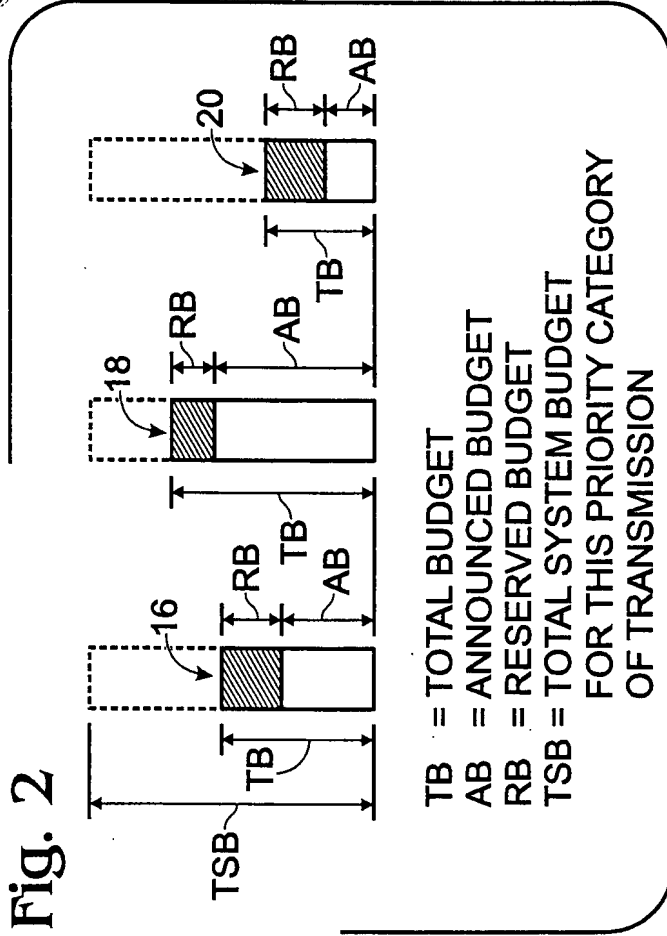 Fig. 2
16
18
20
TSB
TB
RB
AB
TB
RB
AB
TB
RB
AB
TB = TOTAL BUDGET
AB = ANNOUNCED BUDGET
RB = RESERVED BUDGET
TSB = TOTAL SYSTEM BUDGET
FOR THIS PRIORITY CATEGORY
OF TRANSMISSION